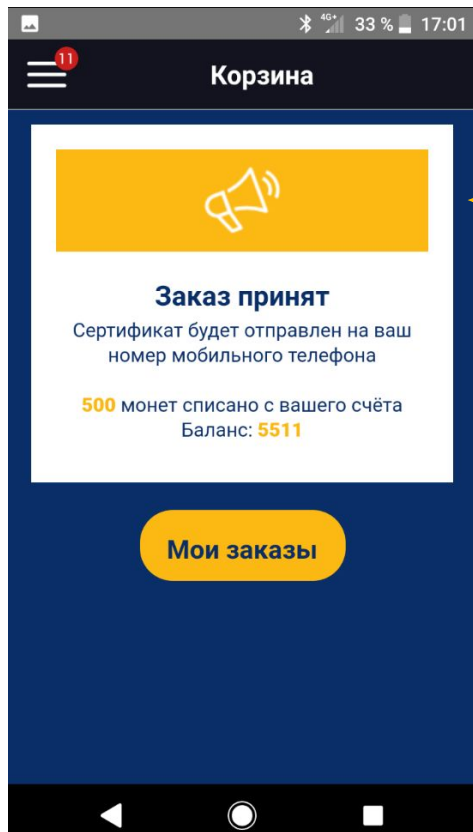 4G+ 33 % 17:01
11
Корзина
Заказ принят
Сертификат будет отправлен на ваш
номер мобильного телефона
500 монет списано с вашего счёта
Баланс: 5511
Мои заказы